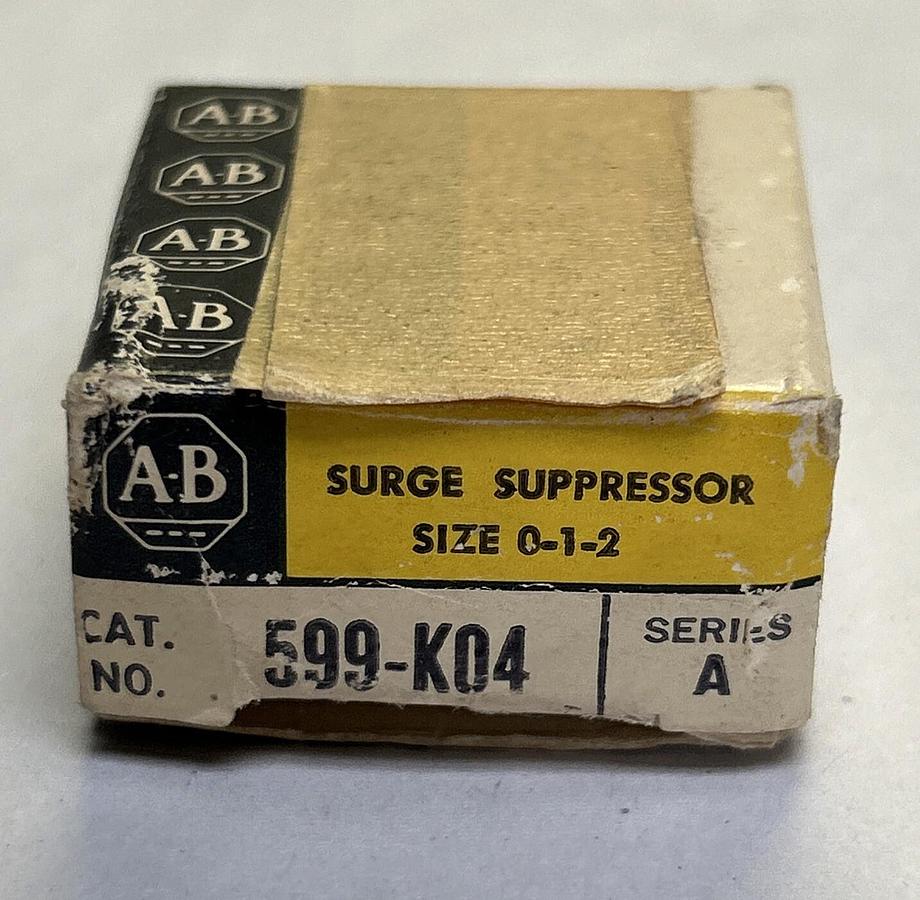 A-B
A-B
A-B
A-B
A-B
SURGE SUPPRESSOR
SIZE 0-1-2
CAT.
NO.
599-K04
SERIES
A